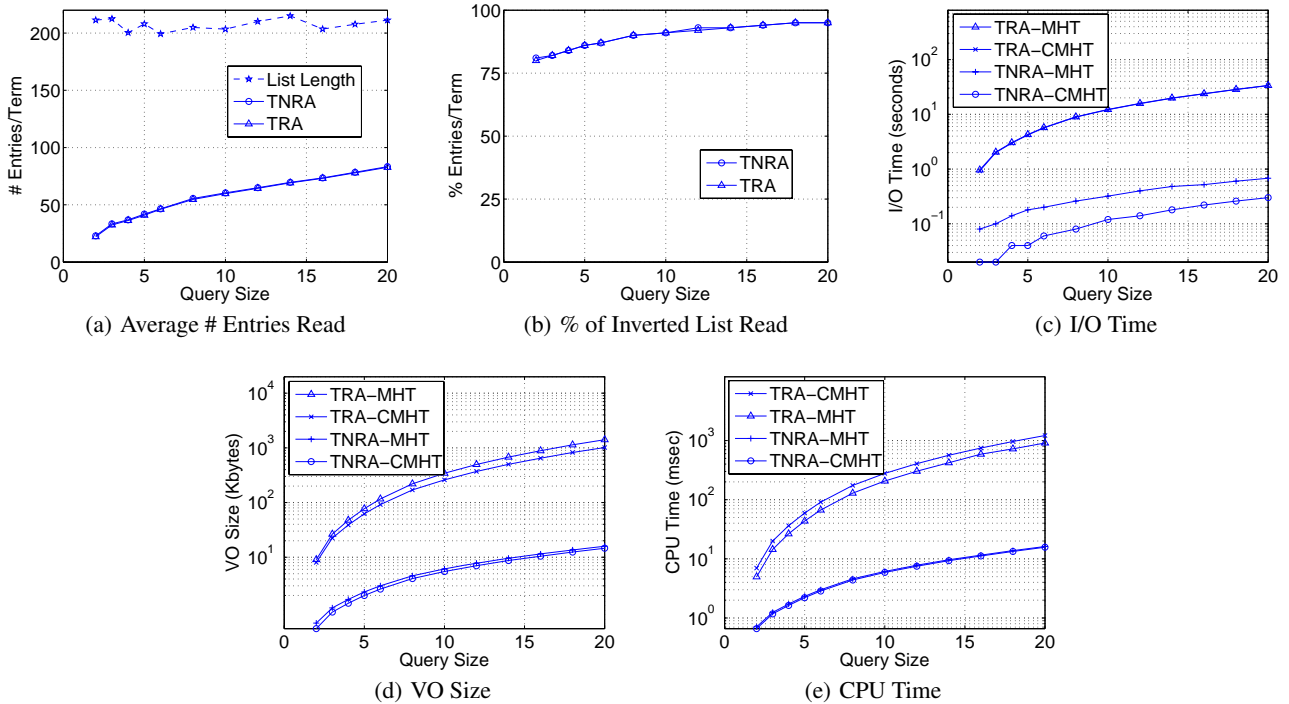 200
150
100
50
0
0
5
10
15
20
# Entries/Term
Query Size
List Length
TNRA
TRA
(a) Average # Entries Read
100
75
50
25
0
0
5
10
15
20
% Entries/Term
Query Size
TNRA
TRA
(b) % of Inverted List Read
10^2
10^1
10^0
10^−1
0
5
10
15
20
I/O Time (seconds)
Query Size
TRA−MHT
TRA−CMHT
TNRA−MHT
TNRA−CMHT
(c) I/O Time
10^4
10^3
10^2
10^1
0
5
10
15
20
VO Size (Kbytes)
Query Size
TRA−MHT
TRA−CMHT
TNRA−MHT
TNRA−CMHT
(d) VO Size
10^3
10^2
10^1
10^0
0
5
10
15
20
CPU Time (msec)
Query Size
TRA−CMHT
TRA−MHT
TNRA−MHT
TNRA−CMHT
(e) CPU Time